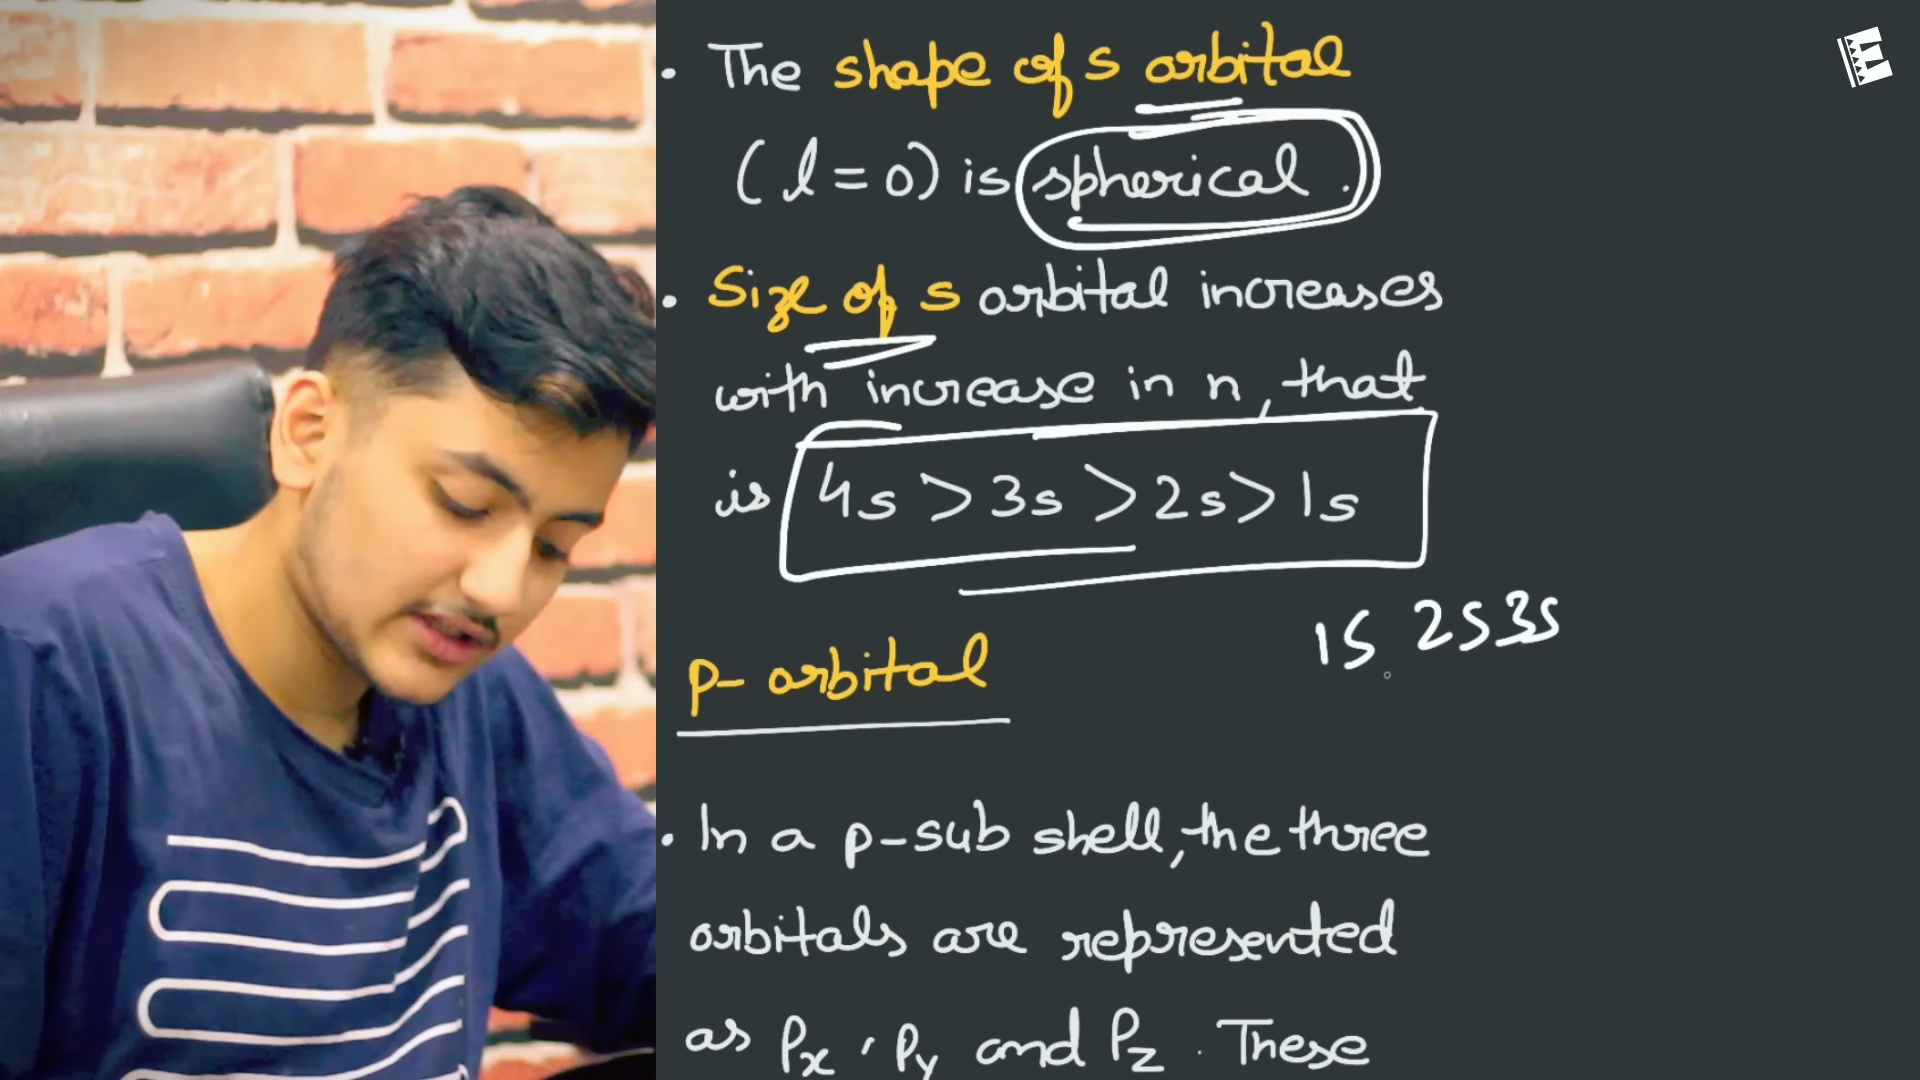 • The shape of s orbital
(l = 0) is spherical.
• Size of s orbital increases
with increase in n, that
is 4s > 3s > 2s > 1s
1S 2S 3S
p- orbital
• In a p-sub shell, the three
orbitals are represented
as Px, Py and Pz. These